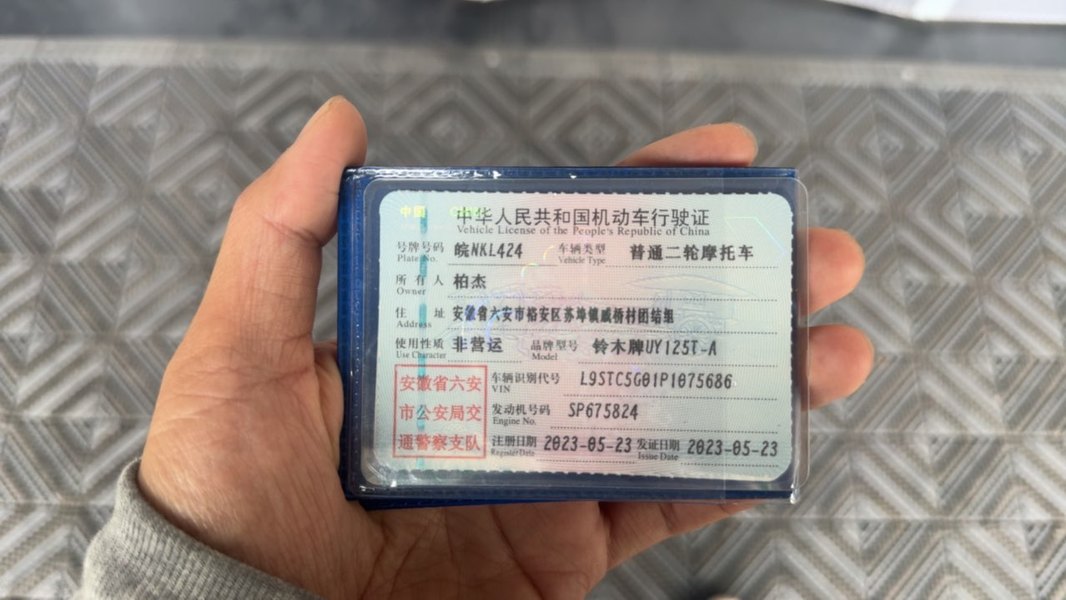 中国 CHINA
中华人民共和国机动车行驶证
Vehicle License of the People's Republic of China
号牌号码 皖NKL424 车辆类型 普通二轮摩托车
Plate No. Vehicle Type
所有人 柏杰
Owner
住址 安徽省六安市裕安区苏埠镇戚桥村团结组
Address
使用性质 非营运 品牌型号 铃木牌UY125T-A
Use Character Model
安徽省六安 车辆识别代号 L9STC5G01P1075686
VIN
市公安局交 发动机号码 SP675824
Engine No.
通警察支队 注册日期 2023-05-23 发证日期 2023-05-23
Register Date Issue Date